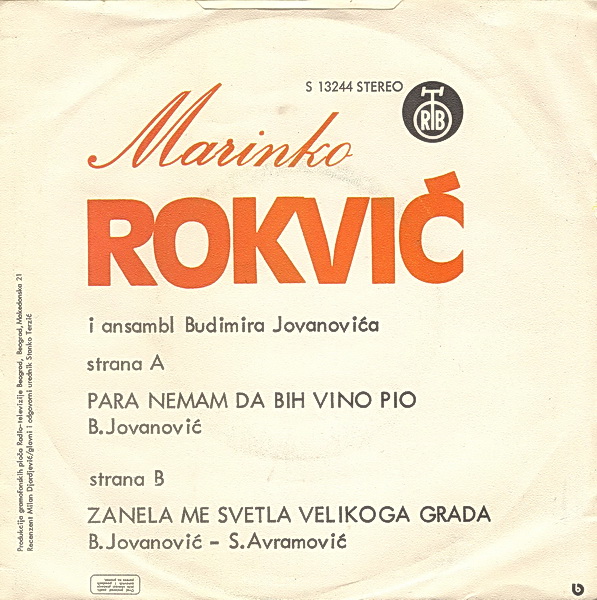 S 13244 STEREO
RTB
Marinko
ROKVIĆ
i ansambl Budimira Jovanovića
strana A
PARA NEMAM DA BIH VINO PIO
B.Jovanović
strana B
ZANELA ME SVETLA VELIKOGA GRADA
B.Jovanović – S.Avramović
Produkcija gramofonskih ploča Radio-televizije Beograd, Beograd, Makedonska 21
Recenzent Milan Djordjević/glavni i odgovorni urednik Stanko Terzić
b